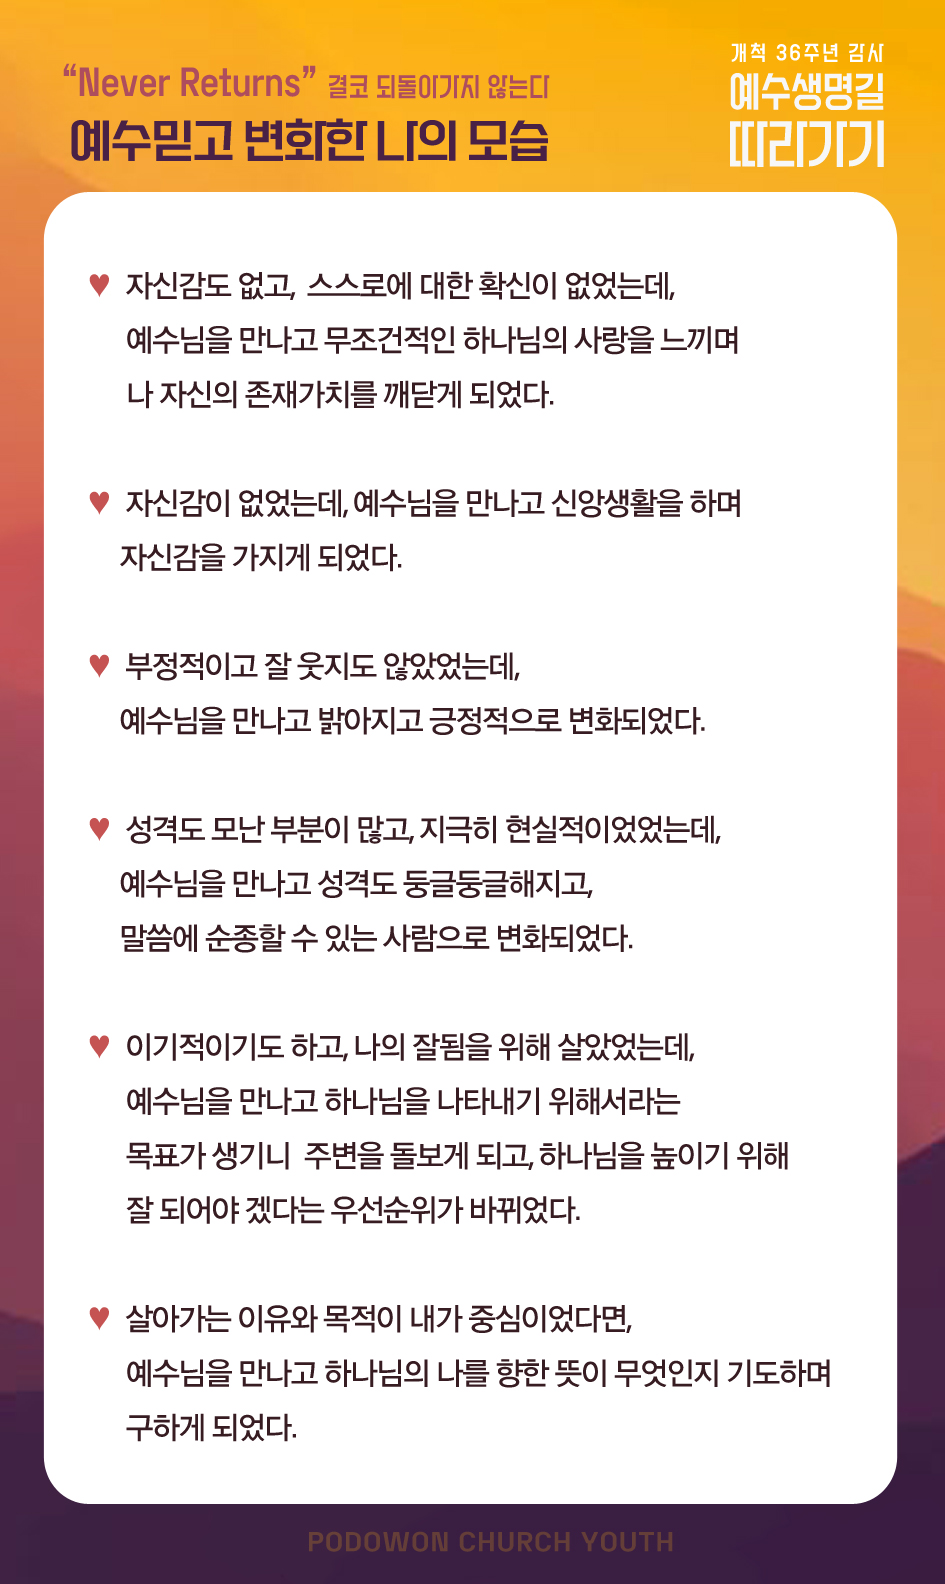 “Never Returns” 결코 되돌아가지 않는다
예수믿고 변화한 나의 모습
개척 36주년 감사
예수생명길
따라가기
♥ 자신감도 없고, 스스로에 대한 확신이 없었는데,
예수님을 만나고 무조건적인 하나님의 사랑을 느끼며
나 자신의 존재가치를 깨닫게 되었다.
♥ 자신감이 없었는데, 예수님을 만나고 신앙생활을 하며
자신감을 가지게 되었다.
♥ 부정적이고 잘 웃지도 않았었는데,
예수님을 만나고 밝아지고 긍정적으로 변화되었다.
♥ 성격도 모난 부분이 많고, 지극히 현실적이었었는데,
예수님을 만나고 성격도 둥글둥글해지고,
말씀에 순종할 수 있는 사람으로 변화되었다.
♥ 이기적이기도 하고, 나의 잘됨을 위해 살았었는데,
예수님을 만나고 하나님을 나타내기 위해서라는
목표가 생기니 주변을 돌보게 되고, 하나님을 높이기 위해
잘 되어야 겠다는 우선순위가 바뀌었다.
♥ 살아가는 이유와 목적이 내가 중심이었다면,
예수님을 만나고 하나님의 나를 향한 뜻이 무엇인지 기도하며
구하게 되었다.
PODOWON CHURCH YOUTH